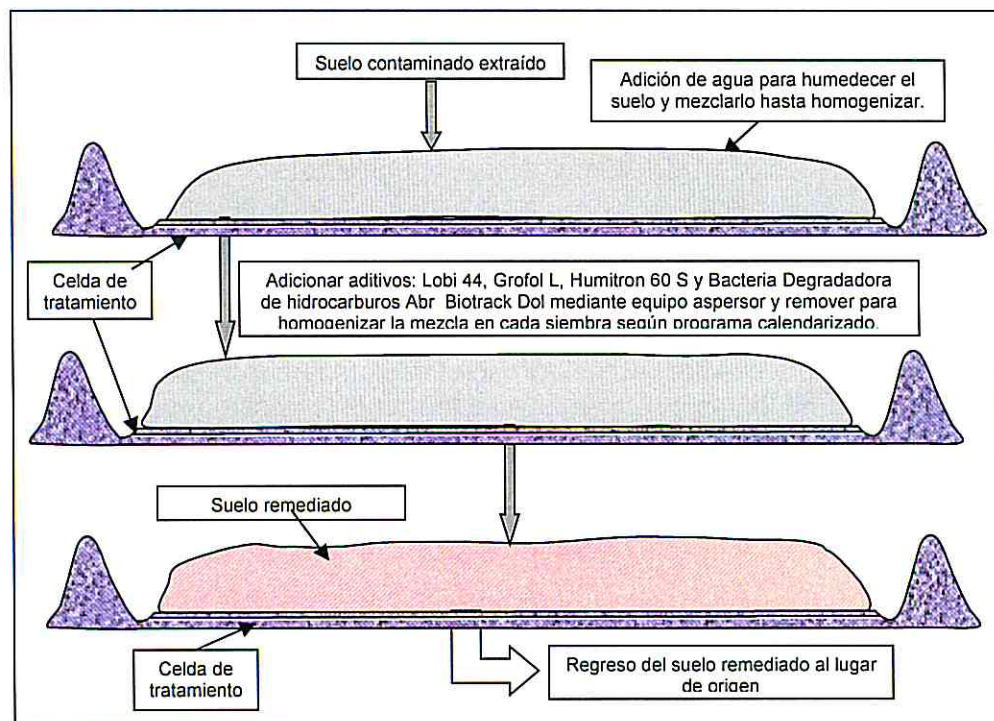 Suelo contaminado extraído
Adición de agua para humedecer el
suelo y mezclarlo hasta homogenizar.
Celda de
tratamiento
Adicionar aditivos: Lobi 44, Grofol L, Humitron 60 S y Bacteria Degradadora
de hidrocarburos Abr Biotrack Dol mediante equipo aspersor y remover para
homogenizar la mezcla en cada siembra según programa calendarizado.
Suelo remediado
Celda de
tratamiento
Regreso del suelo remediado al lugar
de origen